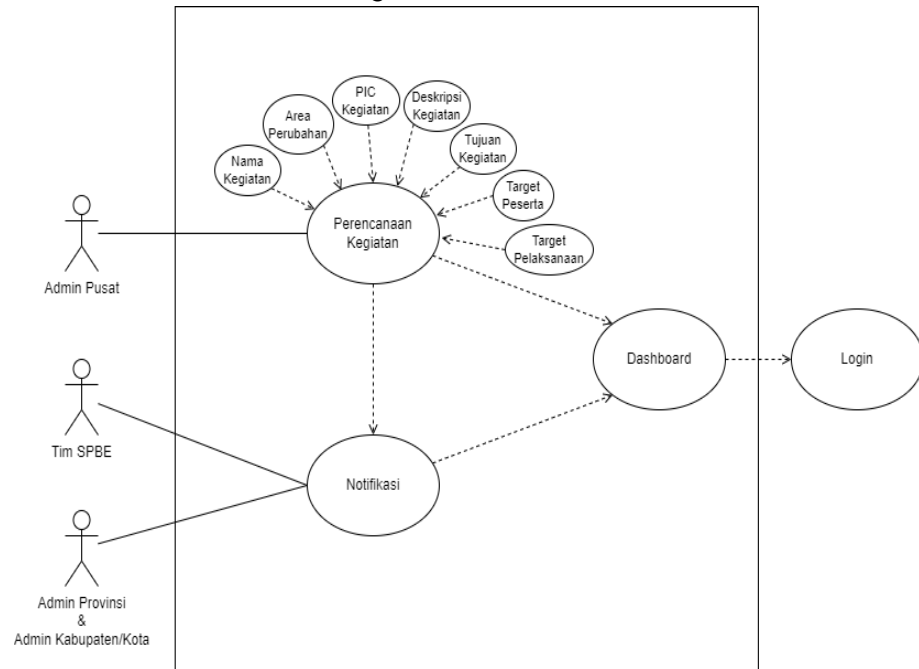 PIC
Kegiatan
Deskripsi
Kegiatan
Area
Perubahan
Tujuan
Kegiatan
Nama
Kegiatan
Target
Peserta
Perencanaan
Kegiatan
Target
Pelaksanaan
Admin Pusat
Dashboard
Login
Tim SPBE
Notifikasi
Admin Provinsi
&
Admin Kabupaten/Kota